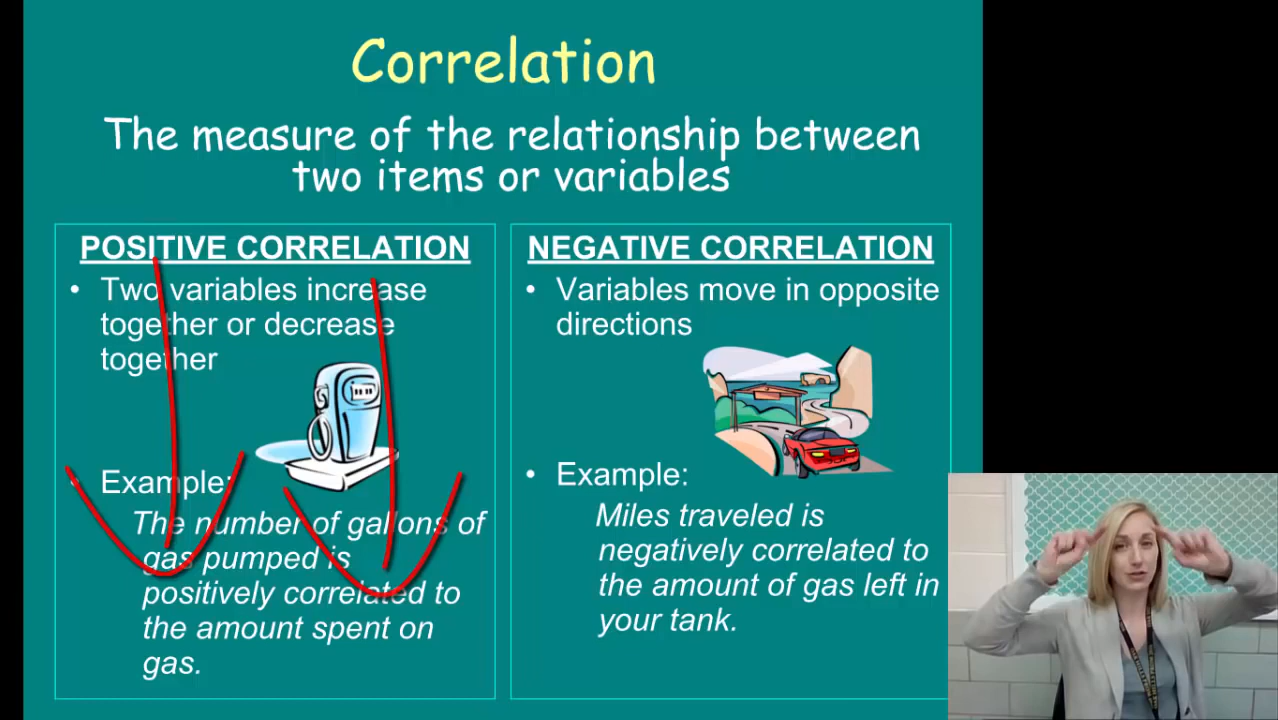 Correlation
The measure of the relationship between
two items or variables
POSITIVE CORRELATION
• Two variables increase
together or decrease
together
• Example:
The number of gallons of
gas pumped is
positively correlated to
the amount spent on
gas.
NEGATIVE CORRELATION
• Variables move in opposite
directions
• Example:
Miles traveled is
negatively correlated to
the amount of gas left in
your tank.